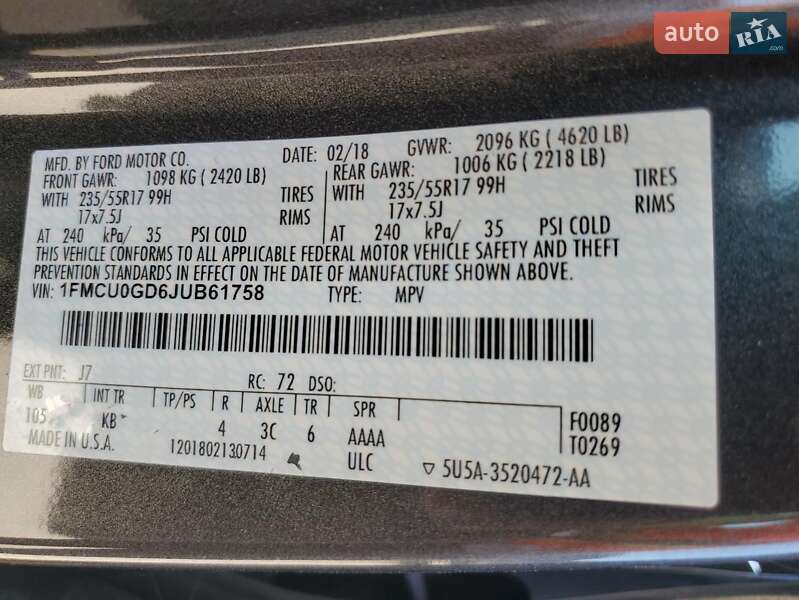 auto RIA.com
MFD. BY FORD MOTOR CO. DATE: 02/18 GVWR: 2096 KG ( 4620 LB)
FRONT GAWR: 1098 KG ( 2420 LB) REAR GAWR: 1006 KG ( 2218 LB)
WITH 235/55R17 99H TIRES WITH 235/55R17 99H TIRES
17x7.5J RIMS 17x7.5J RIMS
AT 240 kPa/ 35 PSI COLD AT 240 kPa/ 35 PSI COLD
THIS VEHICLE CONFORMS TO ALL APPLICABLE FEDERAL MOTOR VEHICLE SAFETY AND THEFT
PREVENTION STANDARDS IN EFFECT ON THE DATE OF MANUFACTURE SHOWN ABOVE.
VIN: 1FMCU0GD6JUB61758 TYPE: MPV
EXT PNT: J7 RC: 72 DSO:
WB INT TR TP/PS R AXLE TR SPR
105 KB 4 3C 6 AAAA F0089
MADE IN U.S.A. 120180213.0714 ULC T0269
5U5A-3520472-AA